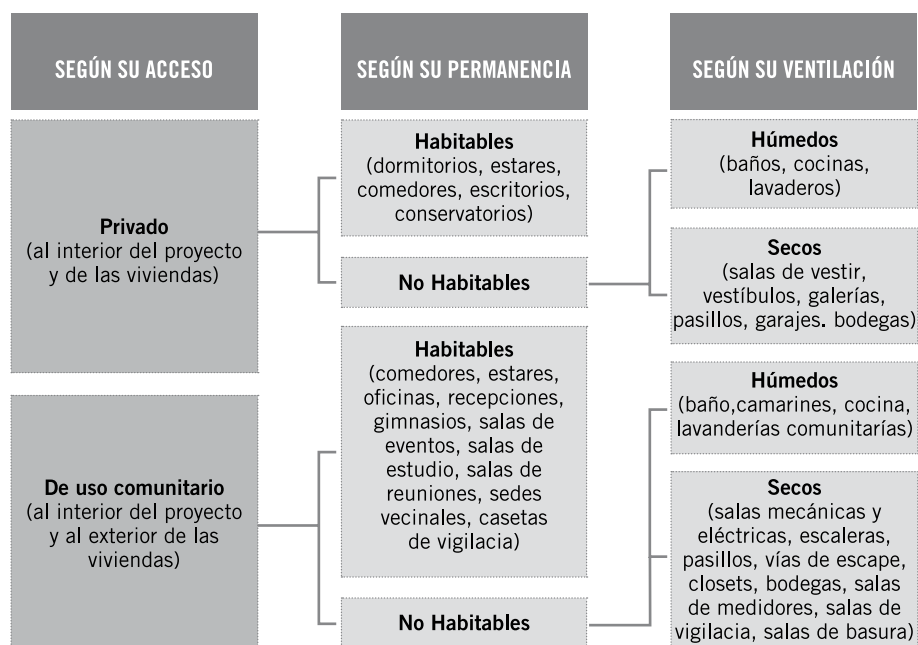 SEGÚN SU ACCESO
SEGÚN SU PERMANENCIA
SEGÚN SU VENTILACIÓN
Privado
(al interior del proyecto
y de las viviendas)
Habitables
(dormitorios, estares,
comedores, escritorios,
conservatorios)
No Habitables
Húmedos
(baños, cocinas,
lavaderos)
Secos
(salas de vestir,
vestíbulos, galerías,
pasillos, garajes. bodegas)
De uso comunitario
(al interior del proyecto
y al exterior de las
viviendas)
Habitables
(comedores, estares,
oficinas, recepciones,
gimnasios, salas de
eventos, salas de
estudio, salas de
reuniones, sedes
vecinales, casetas
de vigilacia)
No Habitables
Húmedos
(baño,camarines, cocina,
lavanderías comunitarías)
Secos
(salas mecánicas y
eléctricas, escaleras,
pasillos, vías de escape,
closets, bodegas, salas
de medidores, salas de
vigilacia, salas de basura)